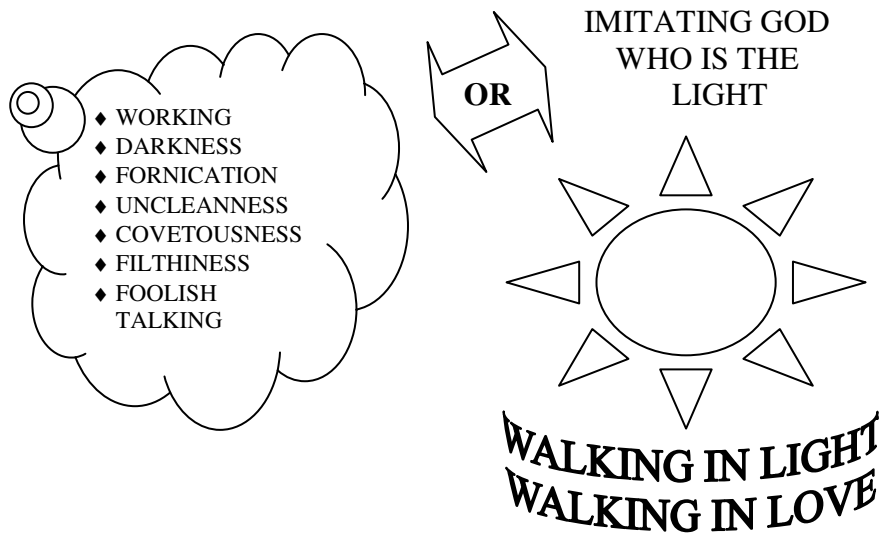 ♦ WORKING
♦ DARKNESS
♦ FORNICATION
♦ UNCLEANNESS
♦ COVETOUSNESS
♦ FILTHINESS
♦ FOOLISH
TALKING
OR
IMITATING GOD
WHO IS THE
LIGHT
WALKING IN LIGHT
WALKING IN LOVE